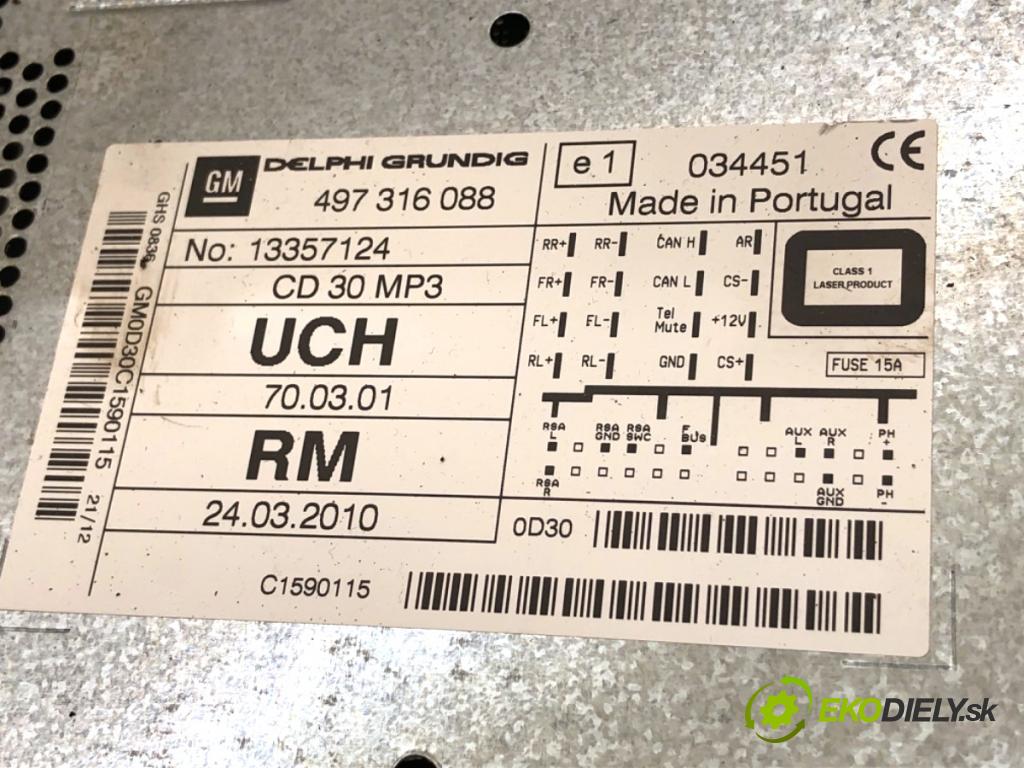 GM DELPHI GRUNDIG
497 316 088
No: 13357124
CD 30 MP3
UCH
70.03.01
RM
24.03.2010
e 1 034451 CE
Made in Portugal
RR+ RR- CAN H AR
FR+ FR- CAN L CS-
FL+ FL- Tel Mute +12V
RL+ RL- GND CS+
CLASS 1
LASER PRODUCT
FUSE 15A
RSA L RSA GND RSA SWC F BUS AUX L AUX R PH +
RSA R AUX GND PH -
0D30
C1590115
GHS 0836 GM0D30C1590115 21/12
EKODIELY.sk